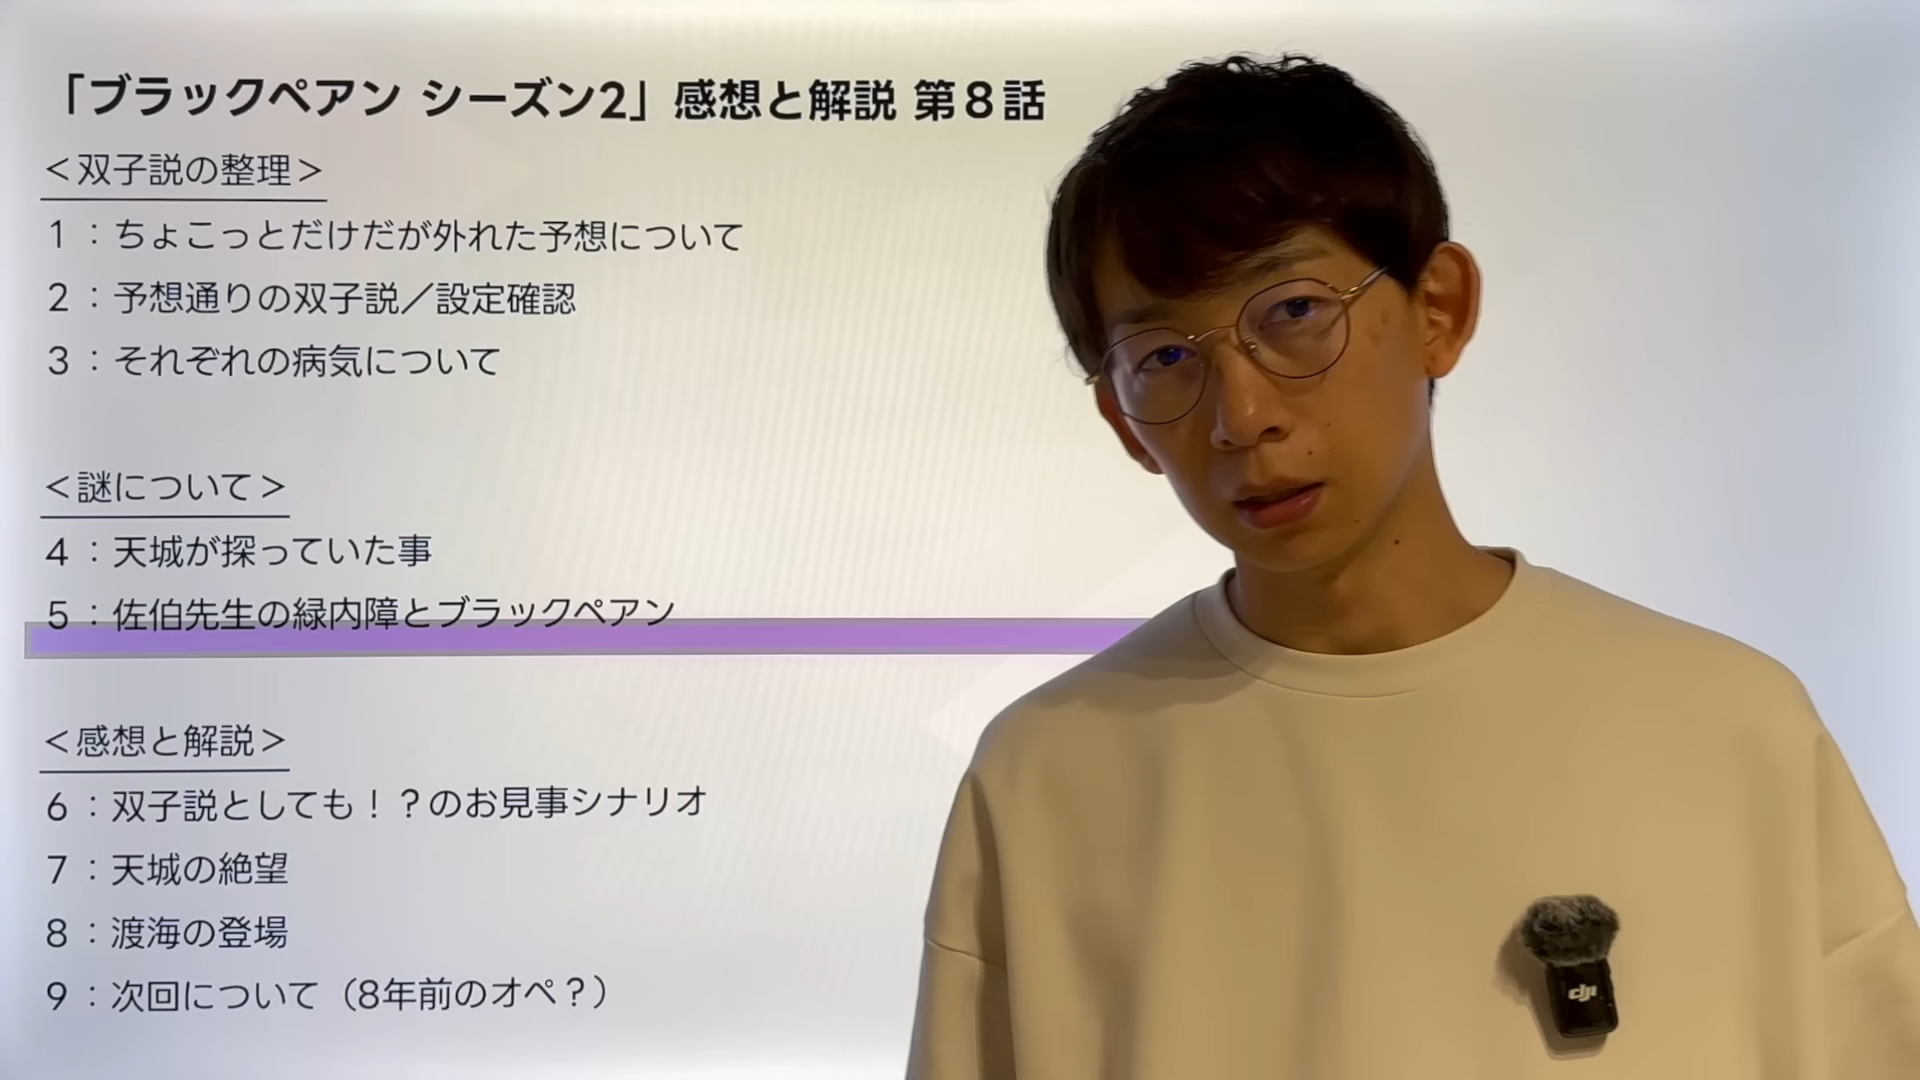 「ブラックペアン シーズン2」感想と解説 第８話
＜双子説の整理＞
1：ちょこっとだけだが外れた予想について
2：予想通りの双子説／設定確認
3：それぞれの病気について
＜謎について＞
4：天城が探っていた事
5：佐伯先生の緑内障とブラックペアン
＜感想と解説＞
6：双子説としても！？のお見事シナリオ
7：天城の絶望
8：渡海の登場
9：次回について（8年前のオペ？）
dji